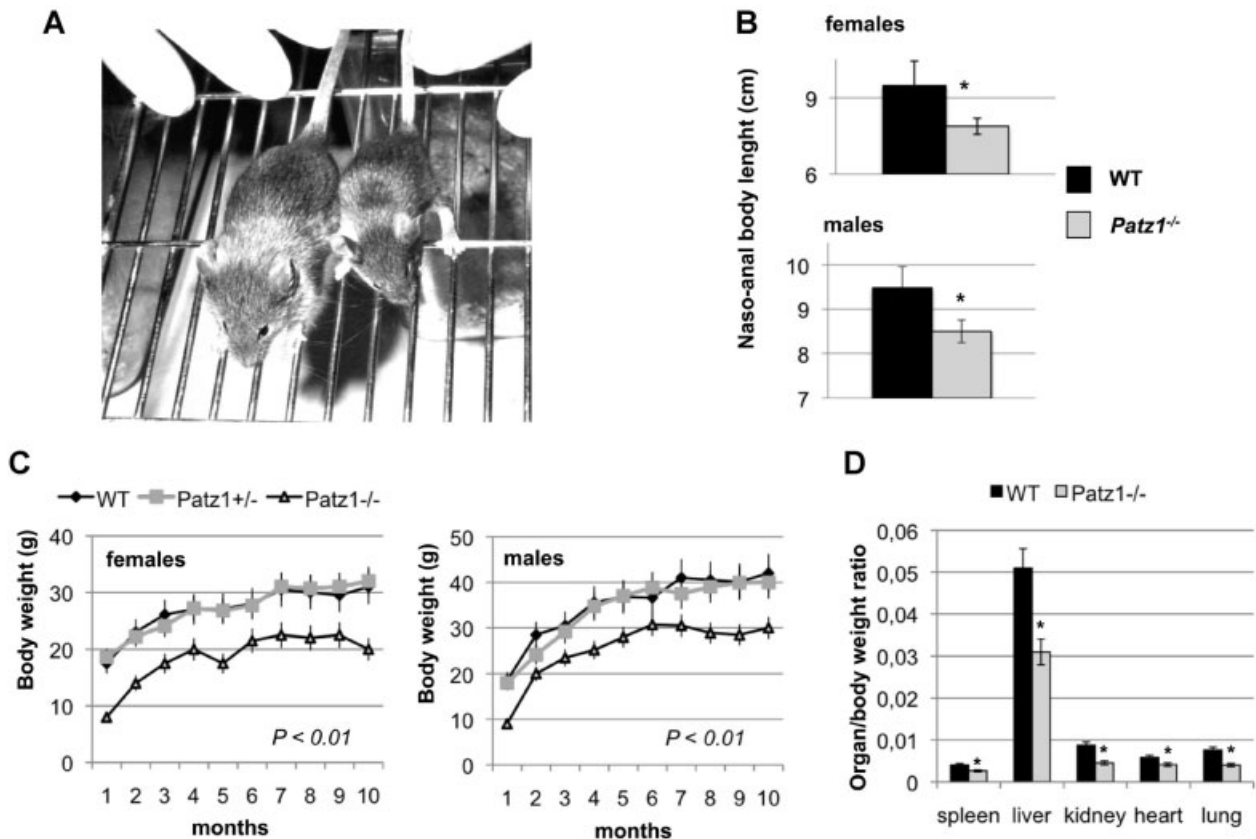 A
B
females
Naso-anal body lenght (cm)
9
6
WT
Patz1-/-
males
10
9
8
7
C
WT Patz1+/- Patz1-/-
Body weight (g)
40
30
20
10
0
females
P < 0.01
1 2 3 4 5 6 7 8 9 10
months
Body weight (g)
50
40
30
20
10
0
males
P < 0.01
1 2 3 4 5 6 7 8 9 10
months
D
WT Patz1-/-
Organ/body weight ratio
0,06
0,05
0,04
0,03
0,02
0,01
0
* * * * *
spleen liver kidney heart lung